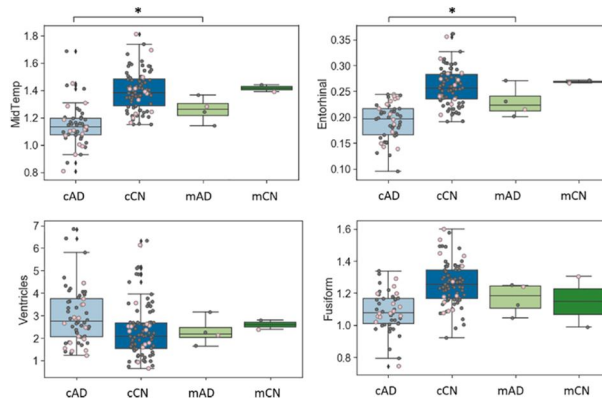 *
*
MidTemp
1.8
1.6
1.4
1.2
1.0
0.8
cAD
cCN
mAD
mCN
Entorhinal
0.35
0.30
0.25
0.20
0.15
0.10
cAD
cCN
mAD
mCN
Ventricles
7
6
5
4
3
2
1
cAD
cCN
mAD
mCN
Fusiform
1.6
1.4
1.2
1.0
0.8
cAD
cCN
mAD
mCN